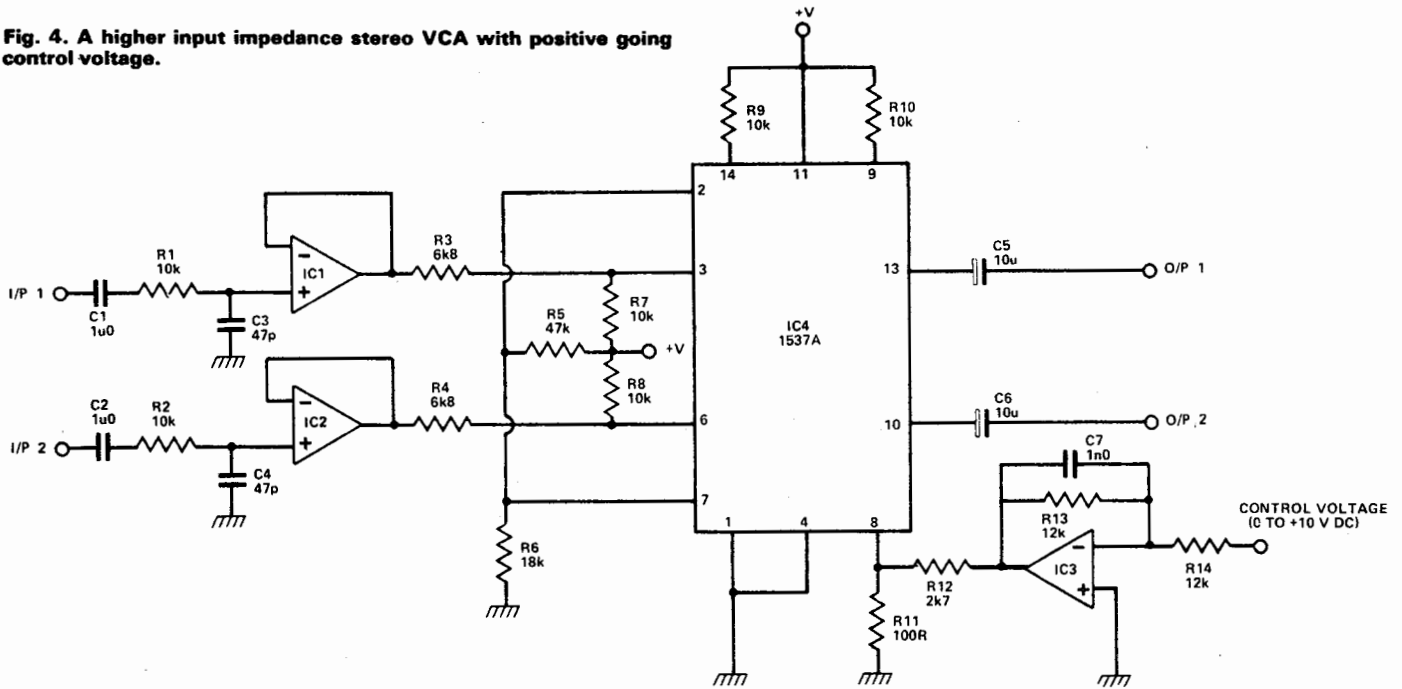 Fig. 4. A higher input impedance stereo VCA with positive going
control voltage.
+V
R9
10k
R10
10k
14
11
9
2
R3
6k8
R1
10k
IC1
−
+
I/P 1
C1
1u0
C3
47p
3
R7
10k
R5
47k
+V
R8
10k
IC4
1537A
13
C5
10u
O/P 1
C2
1u0
R2
10k
R4
6k8
IC2
−
+
I/P 2
C4
47p
6
10
C6
10u
O/P 2
7
C7
1n0
R13
12k
CONTROL VOLTAGE
(0 TO +10 V DC)
1
4
8
R6
18k
R12
2k7
IC3
−
+
R14
12k
R11
100R